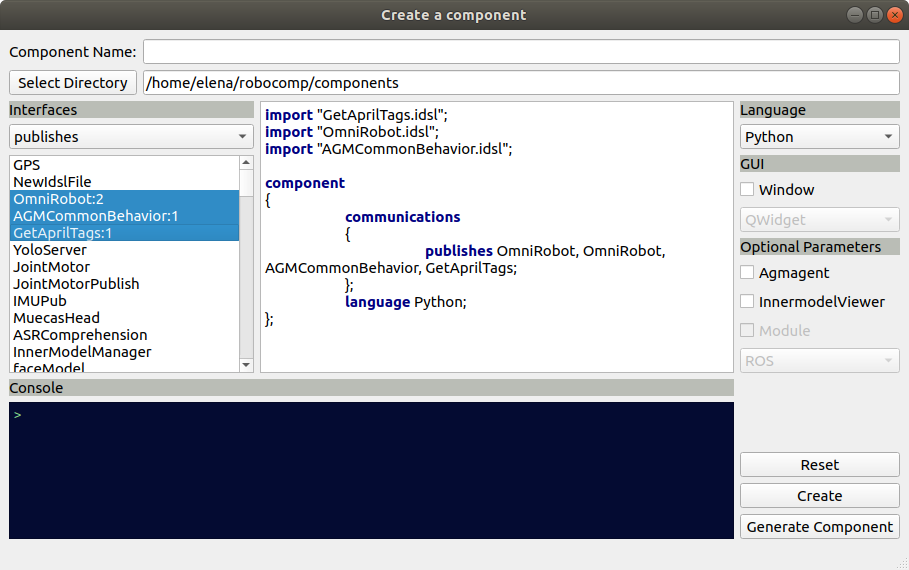 Create a component
Component Name:
Select Directory
/home/elena/robocomp/components
Interfaces
publishes
GPS
NewIdslFile
OmniRobot:2
AGMCommonBehavior:1
GetAprilTags:1
YoloServer
JointMotor
JointMotorPublish
IMUPub
MuecasHead
ASRComprehension
InnerModelManager
faceModel
import "GetAprilTags.idsl";
import "OmniRobot.idsl";
import "AGMCommonBehavior.idsl";
component
{
communications
{
publishes OmniRobot, OmniRobot,
AGMCommonBehavior, GetAprilTags;
};
language Python;
};
Language
Python
GUI
Window
QWidget
Optional Parameters
Agmagent
InnermodelViewer
Module
ROS
Console
>
Reset
Create
Generate Component